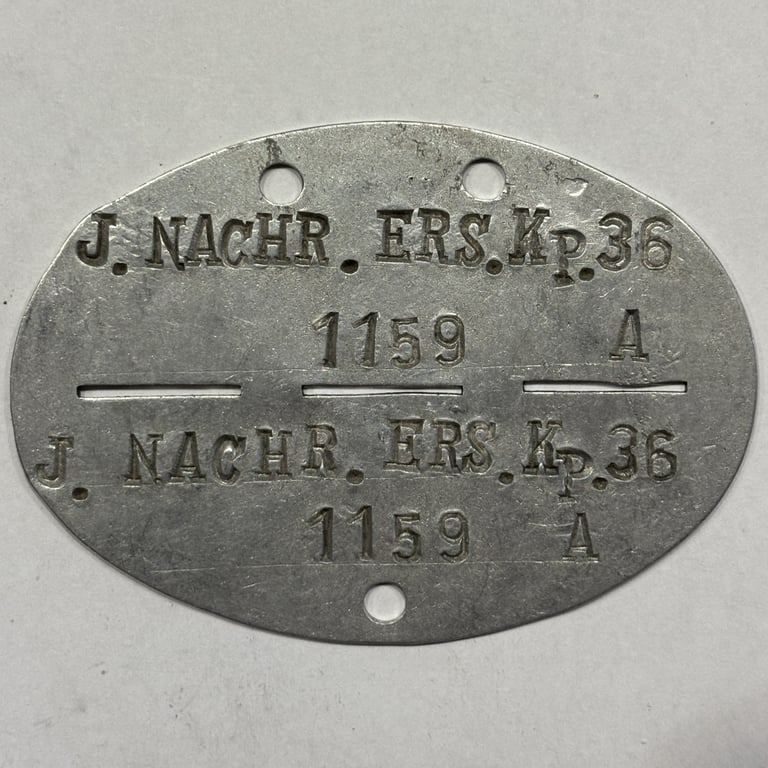 J. NACHR. ERS. Kp. 36
1159 A
J. NACHR. ERS. Kp. 36
1159 A